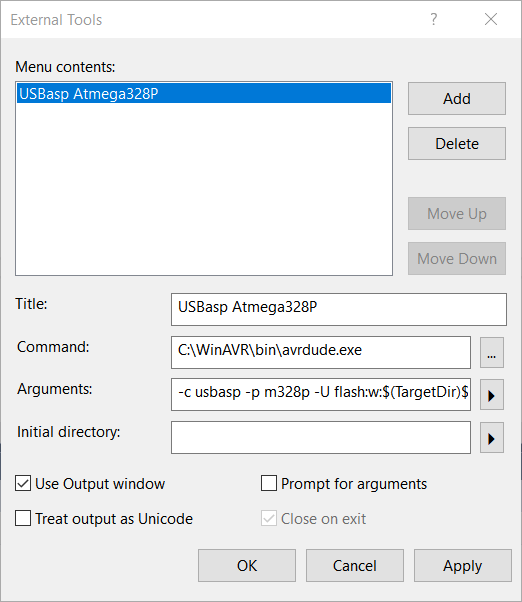 External Tools
?
Menu contents:
USBasp Atmega328P
Add
Delete
Move Up
Move Down
Title:
USBasp Atmega328P
Command:
C:\WinAVR\bin\avrdude.exe
...
Arguments:
-c usbasp -p m328p -U flash:w:$(TargetDir)$
Initial directory:
Use Output window
Prompt for arguments
Treat output as Unicode
Close on exit
OK
Cancel
Apply